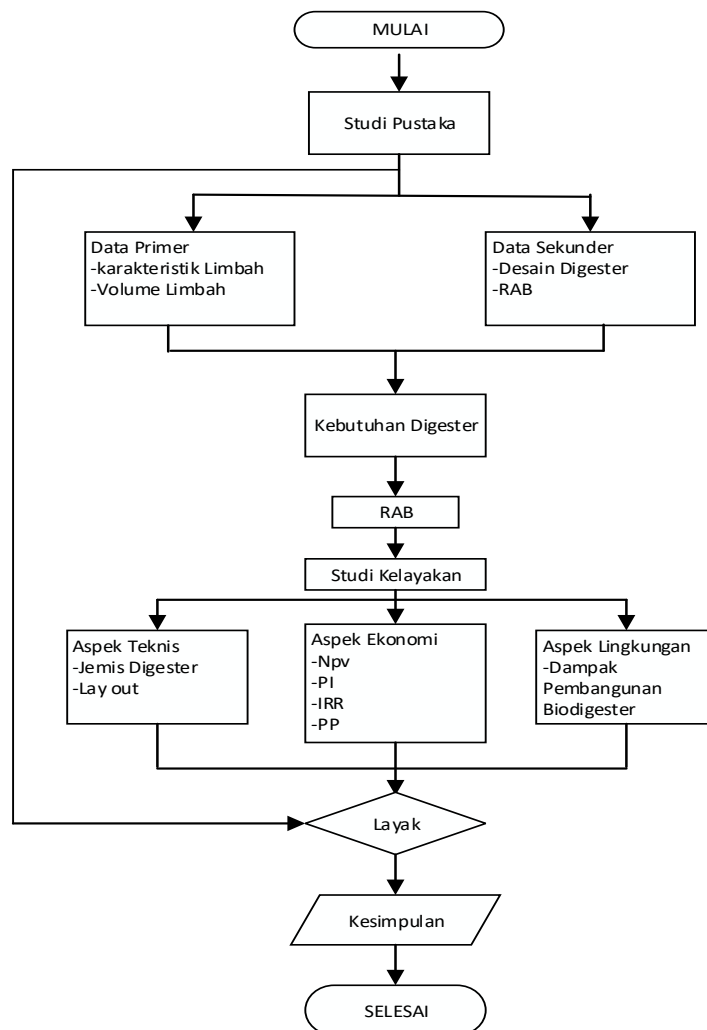 MULAI
Studi Pustaka
Data Primer
-karakteristik Limbah
-Volume Limbah
Data Sekunder
-Desain Digester
-RAB
Kebutuhan Digester
RAB
Studi Kelayakan
Aspek Teknis
-Jemis Digester
-Lay out
Aspek Ekonomi
-Npv
-PI
-IRR
-PP
Aspek Lingkungan
-Dampak
Pembangunan
Biodigester
Layak
Kesimpulan
SELESAI